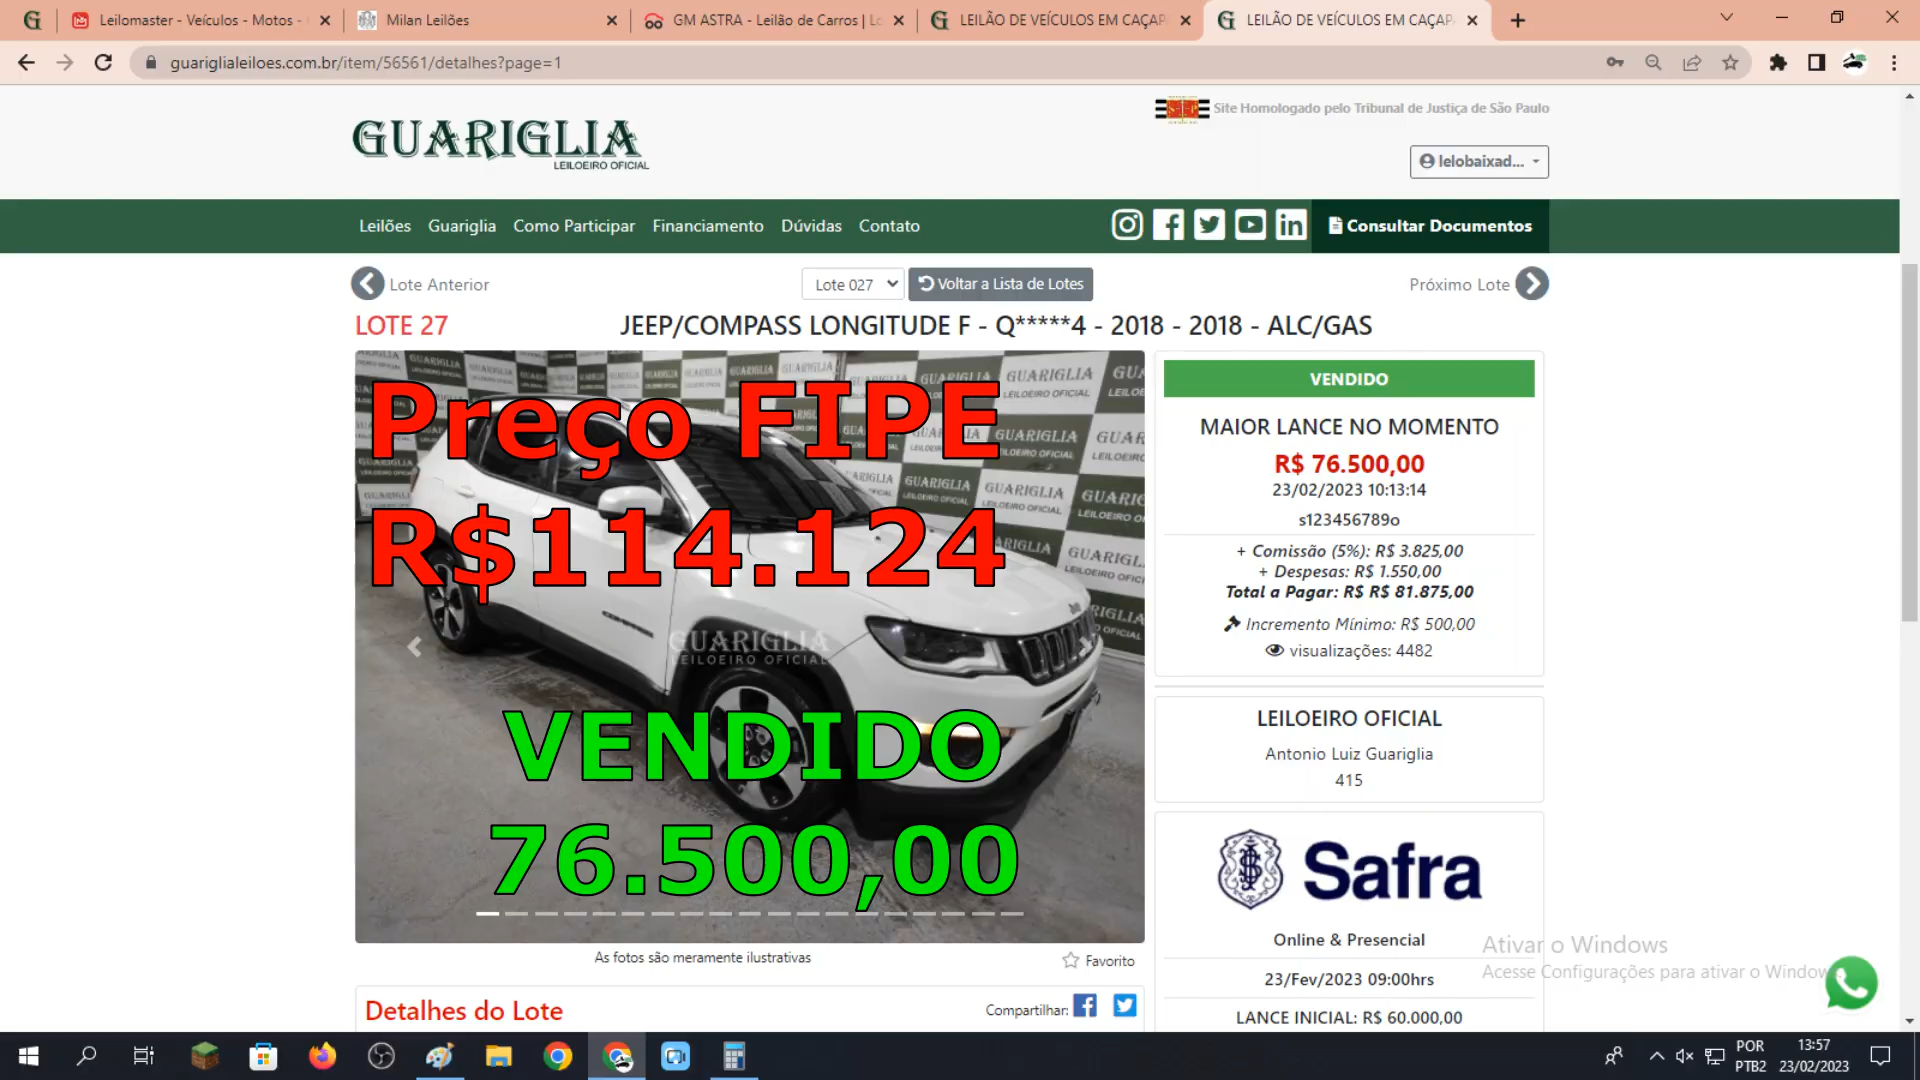 Leilomaster - Veículos - Motos -
Milan Leilões
GM ASTRA - Leilão de Carros | Lo
LEILÃO DE VEÍCULOS EM CAÇAP
LEILÃO DE VEÍCULOS EM CAÇAP
guariglialeiloes.com.br/item/56561/detalhes?page=1
Site Homologado pelo Tribunal de Justiça de São Paulo
GUARIGLIA
LEILOEIRO OFICIAL
lelobaixad...
Leilões
Guariglia
Como Participar
Financiamento
Dúvidas
Contato
Consultar Documentos
Lote Anterior
Lote 027
Voltar a Lista de Lotes
Próximo Lote
LOTE 27
JEEP/COMPASS LONGITUDE F - Q*****4 - 2018 - 2018 - ALC/GAS
Preço FIPE
R$114.124
VENDIDO
76.500,00
GUARIGLIA
LEILOEIRO OFICIAL
As fotos são meramente ilustrativas
Favorito
Detalhes do Lote
Compartilhar:
VENDIDO
MAIOR LANCE NO MOMENTO
R$ 76.500,00
23/02/2023 10:13:14
s123456789o
+ Comissão (5%): R$ 3.825,00
+ Despesas: R$ 1.550,00
Total a Pagar: R$ R$ 81.875,00
Incremento Mínimo: R$ 500,00
visualizações: 4482
LEILOEIRO OFICIAL
Antonio Luiz Guariglia
415
Safra
Online & Presencial
23/Fev/2023 09:00hrs
LANCE INICIAL: R$ 60.000,00
Ativar o Windows
Acesse Configurações para ativar o Windows
POR
PTB2
13:57
23/02/2023